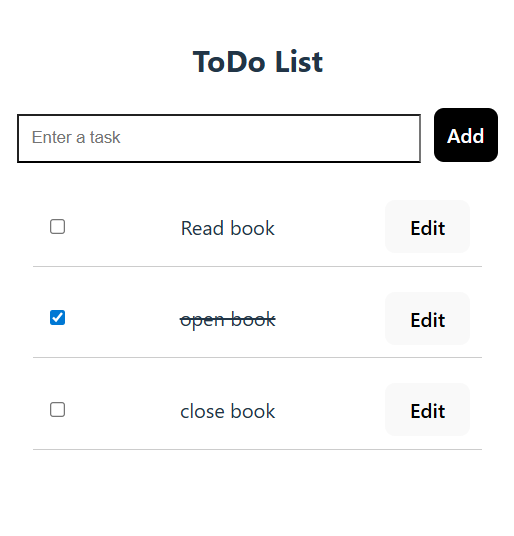 ToDo List
Enter a task
Add
Read book
Edit
open book
Edit
close book
Edit